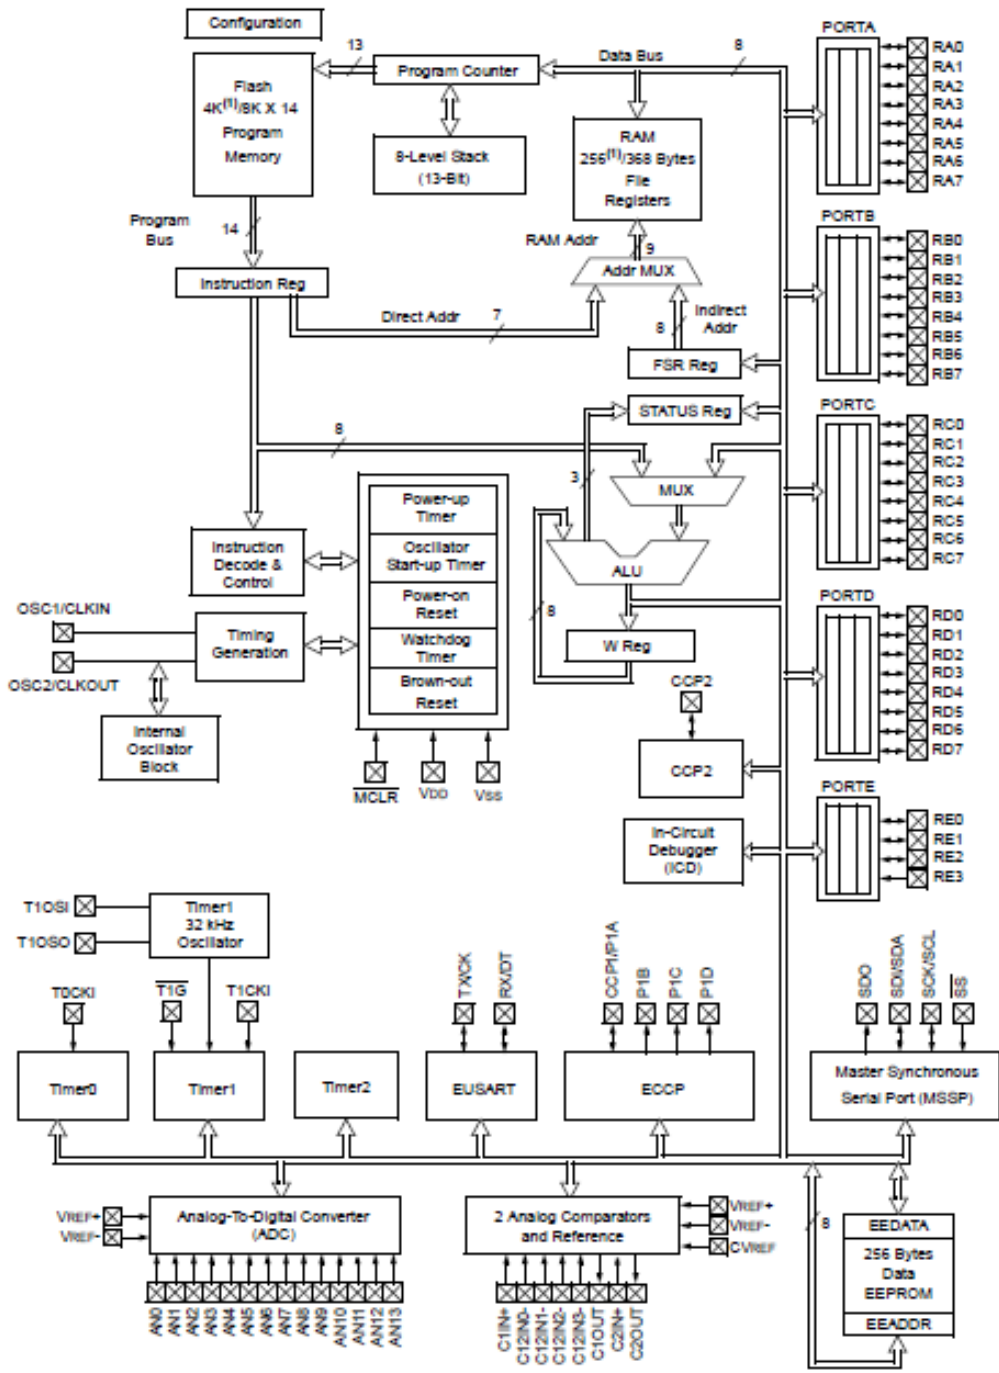 Configuration
13
Data Bus
8
PORTA
Program Counter
Flash
4K(1)/8K X 14
Program
Memory
8-Level Stack
(13-Bit)
RAM
256(1)/368 Bytes
File
Registers
RA0
RA1
RA2
RA3
RA4
RA5
RA6
RA7
Program
Bus
14
RAM Addr
9
PORTB
Instruction Reg
Addr MUX
Direct Addr
7
8
Indirect
Addr
RB0
RB1
RB2
RB3
RB4
RB5
RB6
RB7
FSR Reg
STATUS Reg
PORTC
8
3
MUX
RC0
RC1
RC2
RC3
RC4
RC5
RC6
RC7
Power-up
Timer
Oscillator
Start-up Timer
Power-on
Reset
Watchdog
Timer
Brown-out
Reset
Instruction
Decode &
Control
ALU
8
W Reg
OSC1/CLKIN
Timing
Generation
OSC2/CLKOUT
Internal
Oscillator
Block
MCLR
VDD
VSS
PORTD
RD0
RD1
RD2
RD3
RD4
RD5
RD6
RD7
CCP2
CCP2
PORTE
In-Circuit
Debugger
(ICD)
RE0
RE1
RE2
RE3
T1OSI
T1OSO
Timer1
32 kHz
Oscillator
T0CKI
T1G
T1CKI
TX/CK
RX/DT
CCP1/P1A
P1B
P1C
P1D
SDO
SDI/SDA
SCK/SCL
SS
Timer0
Timer1
Timer2
EUSART
ECCP
Master Synchronous
Serial Port (MSSP)
VREF+
VREF-
Analog-To-Digital Converter
(ADC)
2 Analog Comparators
and Reference
VREF+
VREF-
CVREF
8
EEDATA
256 Bytes
Data
EEPROM
EEADDR
AN0
AN1
AN2
AN3
AN4
AN5
AN6
AN7
AN8
AN9
AN10
AN11
AN12
AN13
C1IN+
C12IN0-
C12IN1-
C12IN2-
C12IN3-
C1OUT
C2IN+
C2OUT